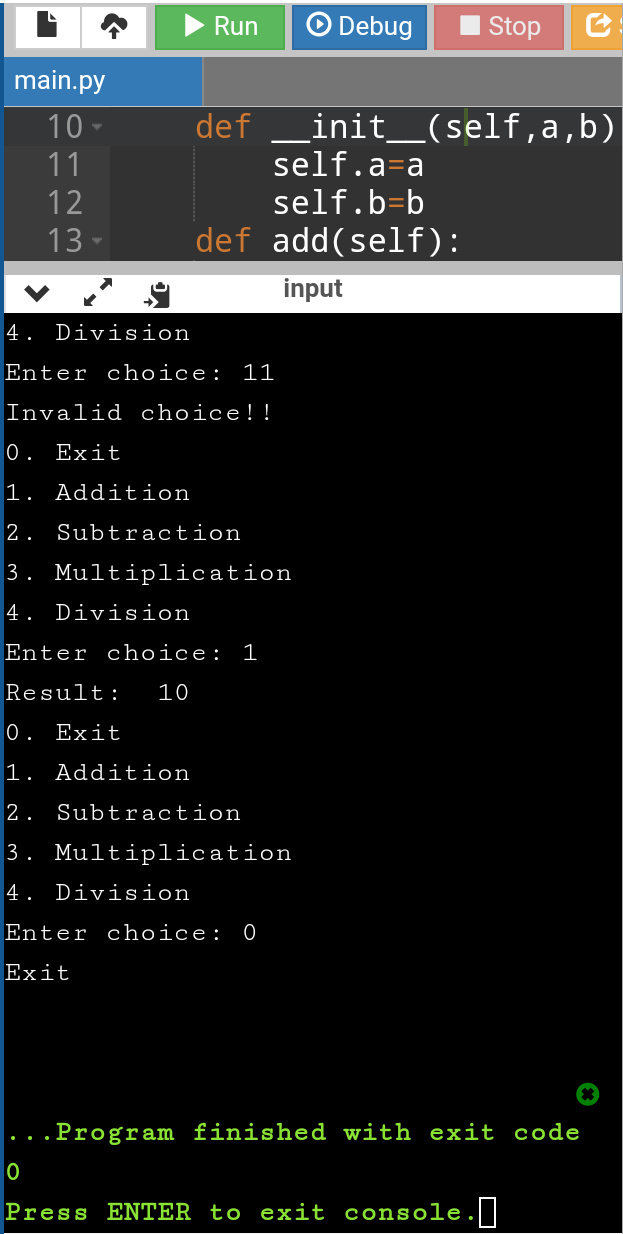 Run Debug Stop
main.py
10 def __init__(self,a,b)
11 self.a=a
12 self.b=b
13 def add(self):
input
4. Division
Enter choice: 11
Invalid choice!!
0. Exit
1. Addition
2. Subtraction
3. Multiplication
4. Division
Enter choice: 1
Result:  10
0. Exit
1. Addition
2. Subtraction
3. Multiplication
4. Division
Enter choice: 0
Exit
...Program finished with exit code
0
Press ENTER to exit console.